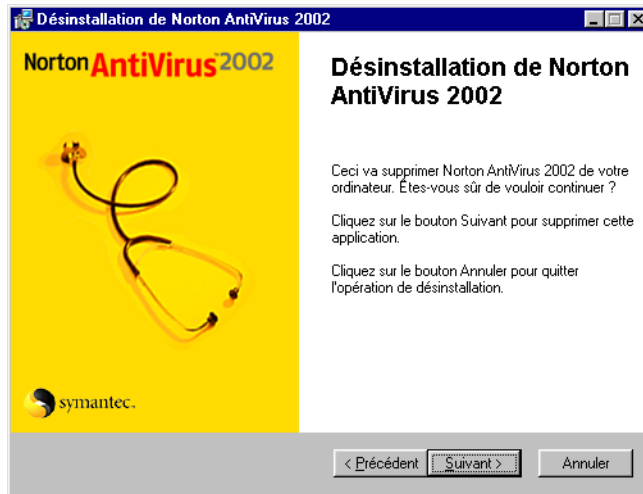 Désinstallation de Norton AntiVirus 2002
Norton AntiVirus 2002
Désinstallation de Norton
AntiVirus 2002
Ceci va supprimer Norton AntiVirus 2002 de votre
ordinateur. Êtes-vous sûr de vouloir continuer ?
Cliquez sur le bouton Suivant pour supprimer cette
application.
Cliquez sur le bouton Annuler pour quitter
l'opération de désinstallation.
symantec.
< Précédent
Suivant >
Annuler